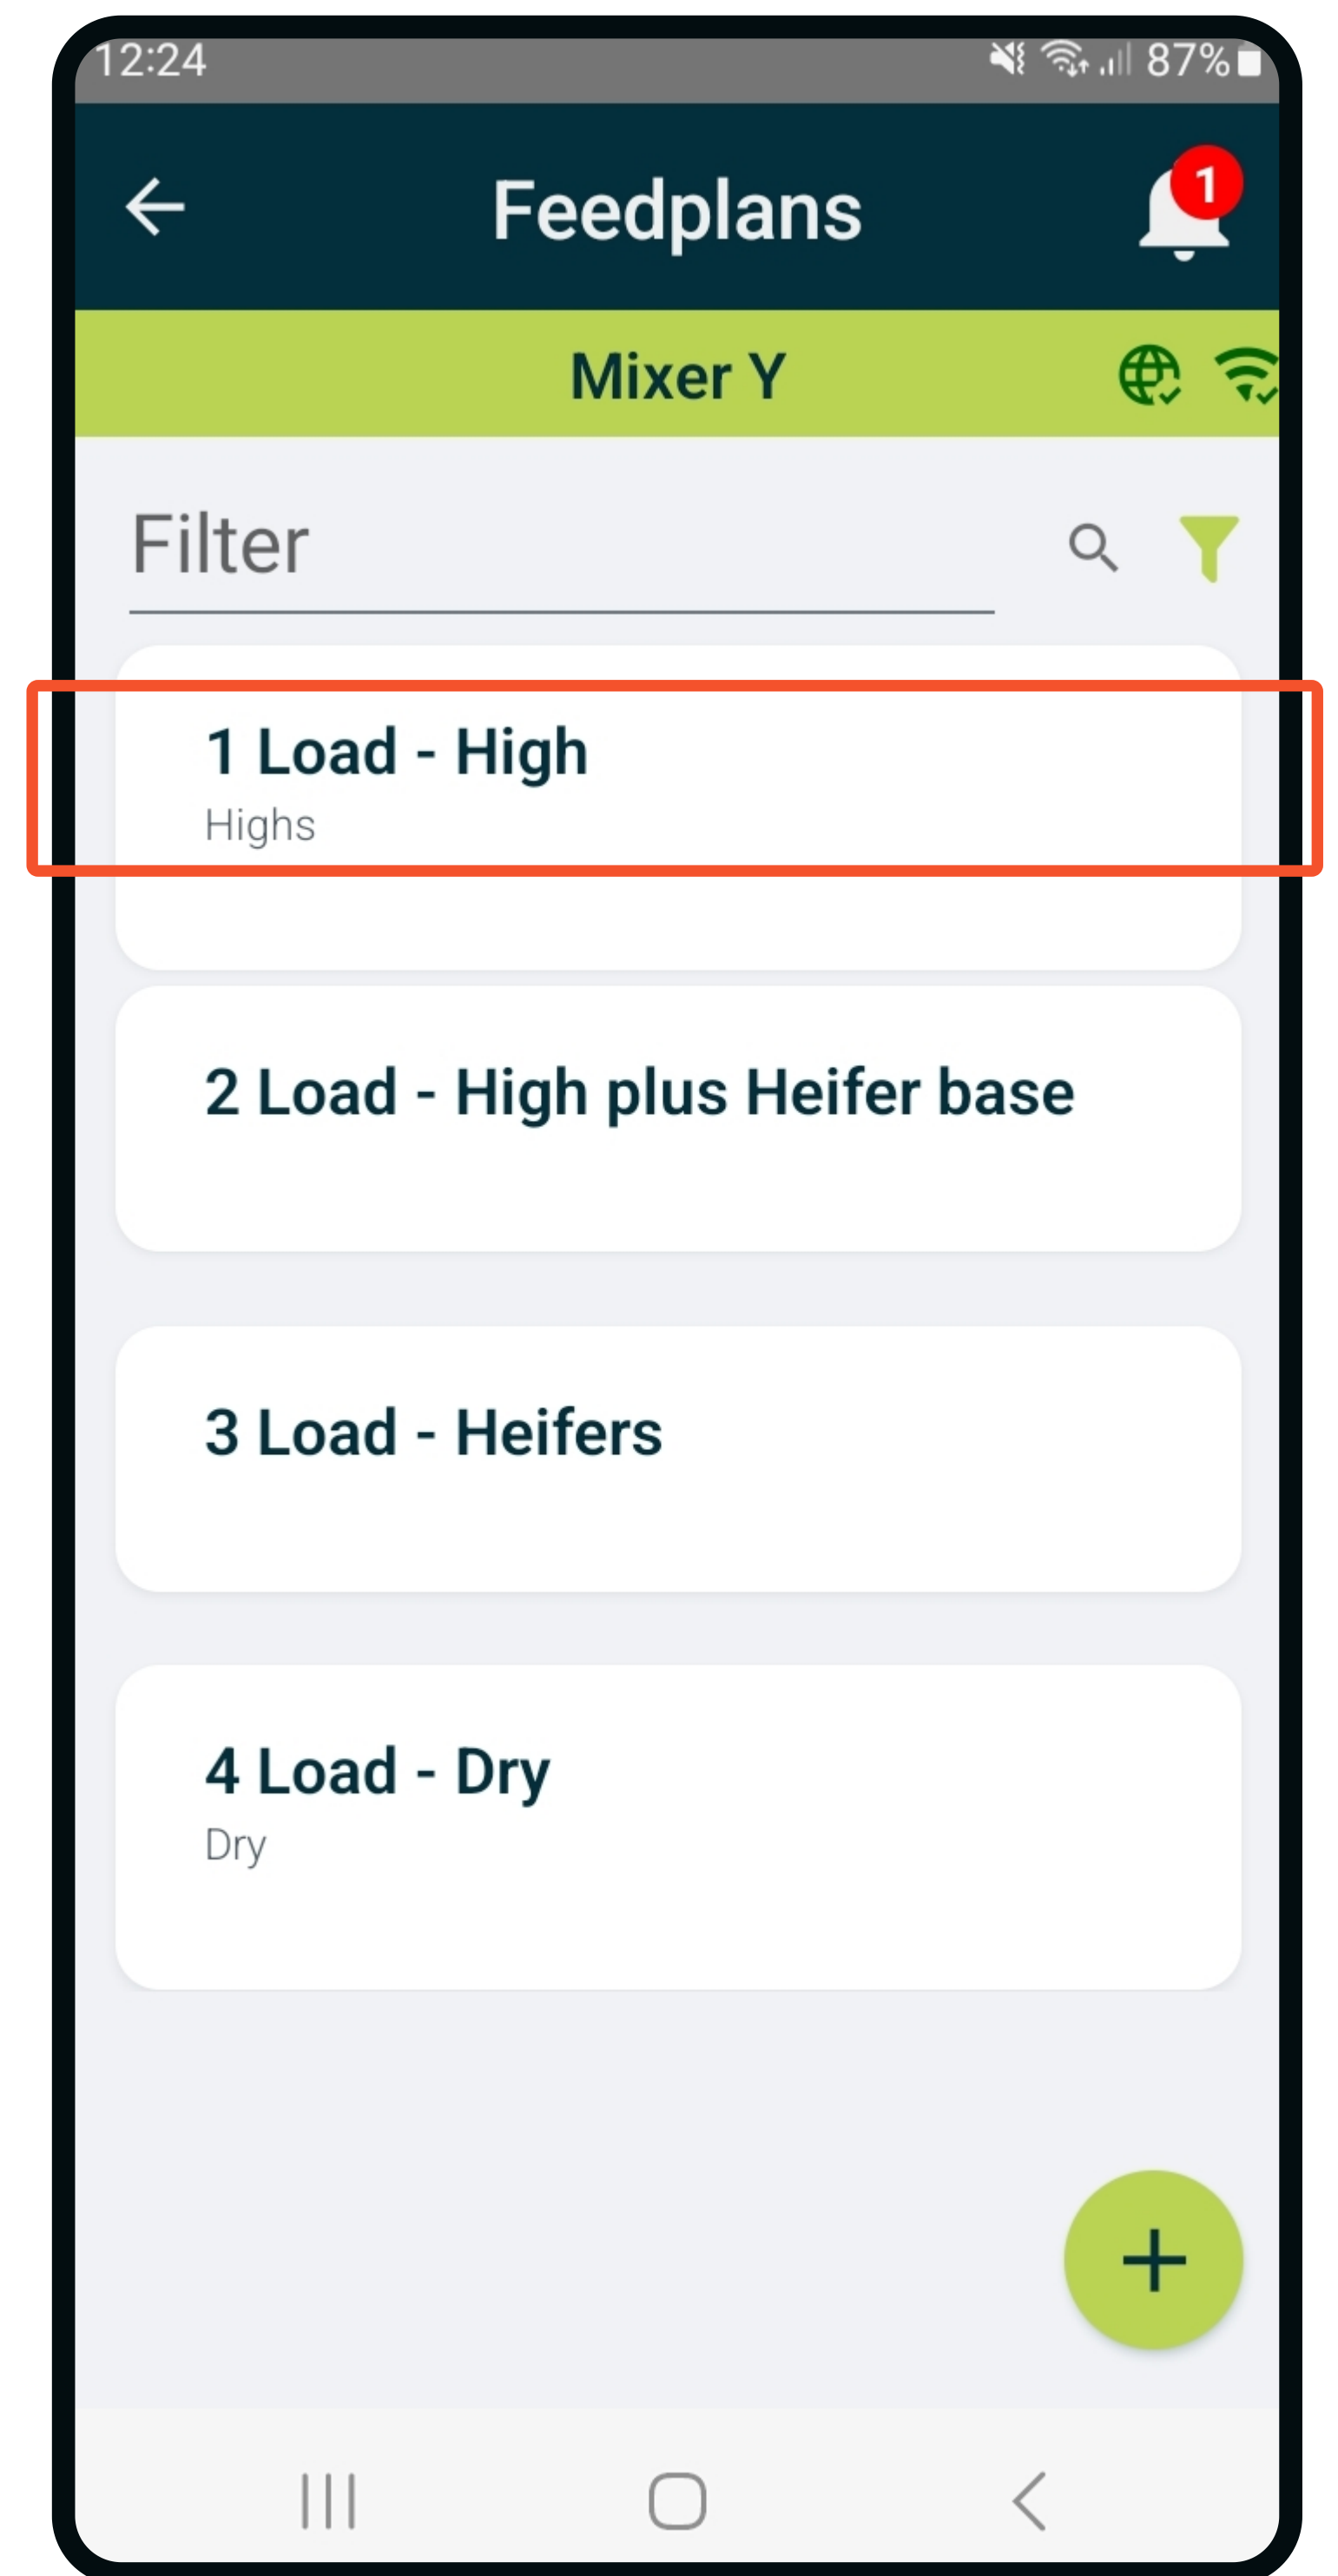 12:24 87%
Feedplans 1
Mixer Y
Filter
1 Load - High
Highs
2 Load - High plus Heifer base
3 Load - Heifers
4 Load - Dry
Dry